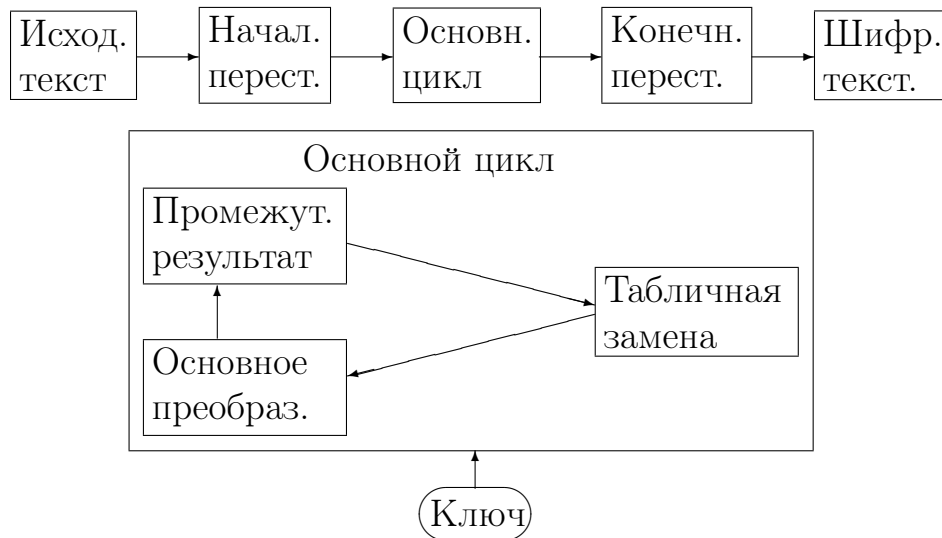 Исход.
текст
Начал.
перест.
Основн.
цикл
Конечн.
перест.
Шифр.
текст.
Основной цикл
Промежут.
результат
Табличная
замена
Основное
преобраз.
Ключ